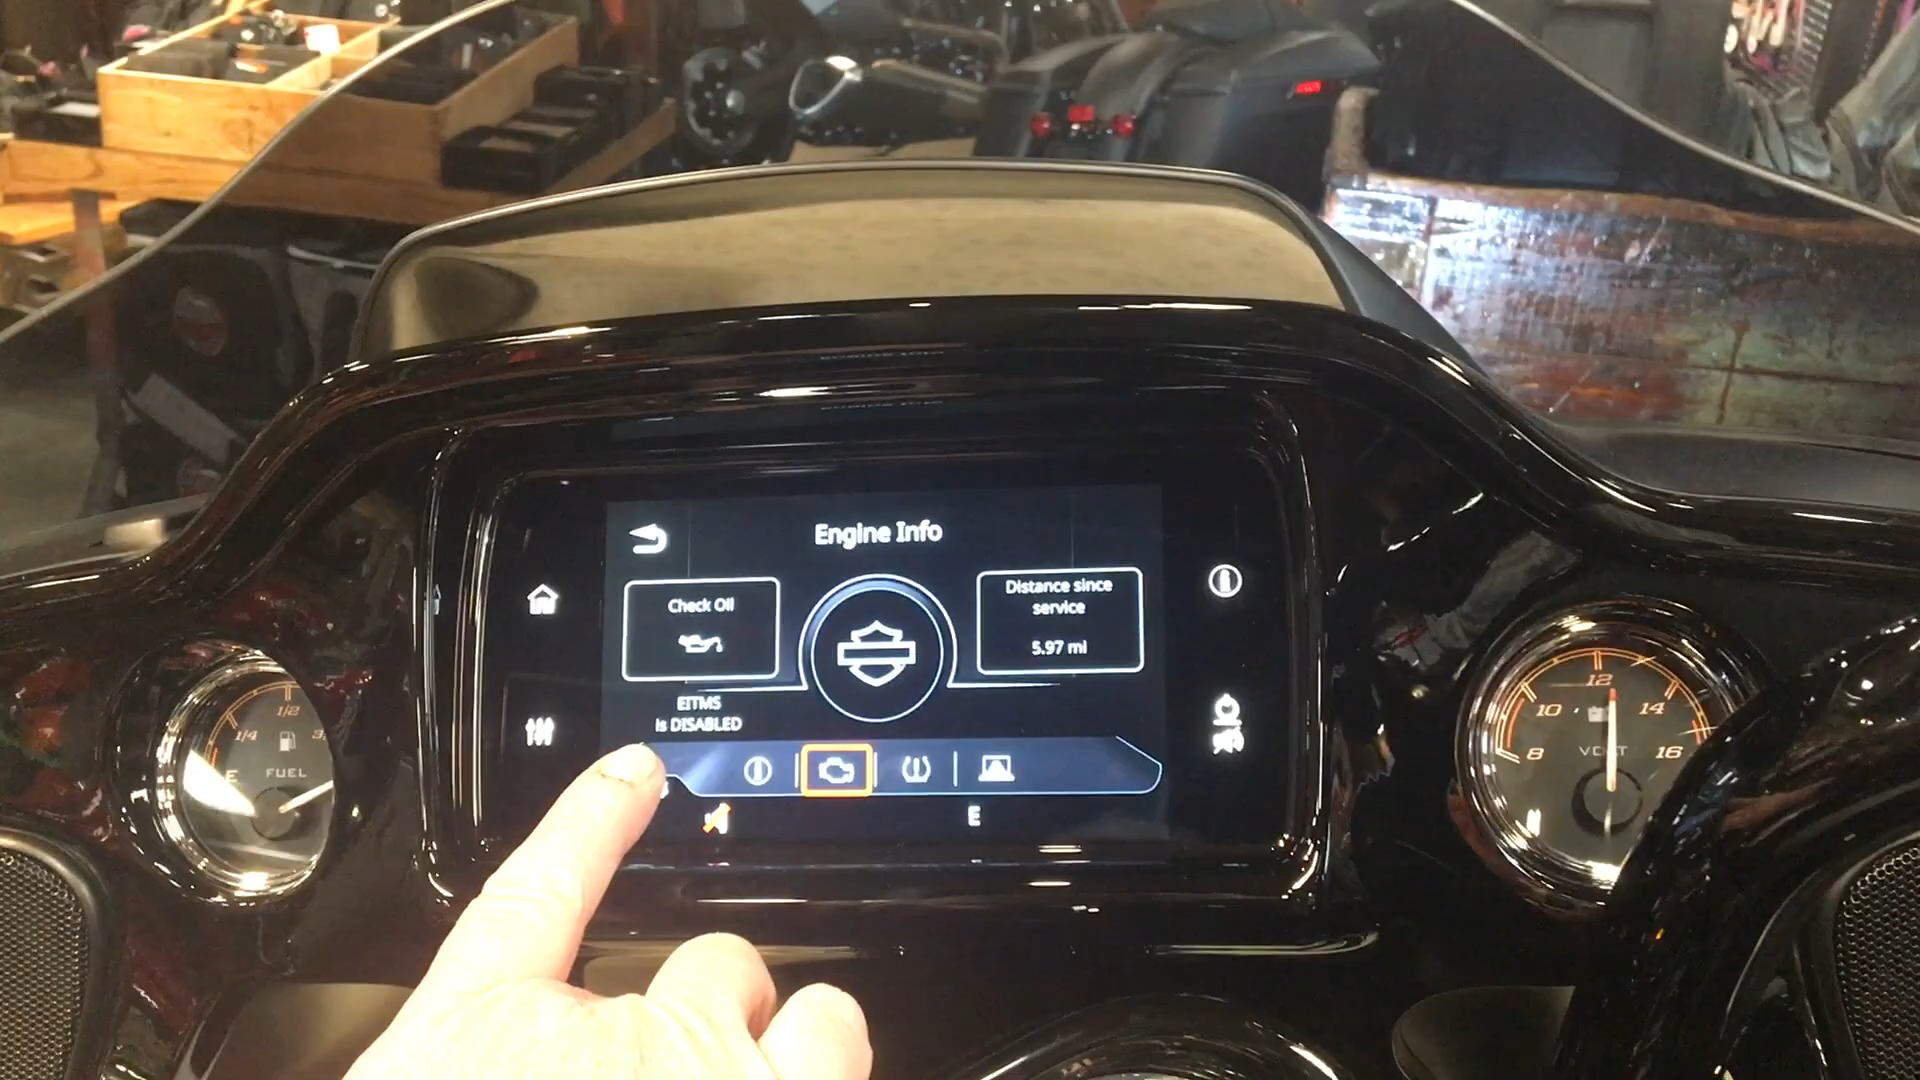 Engine Info
Check Oil
Distance since
service
5.97 mi
EITMS
is DISABLED
E
1/4
1/2
E
FUEL
8
10
12
14
16
VOLT